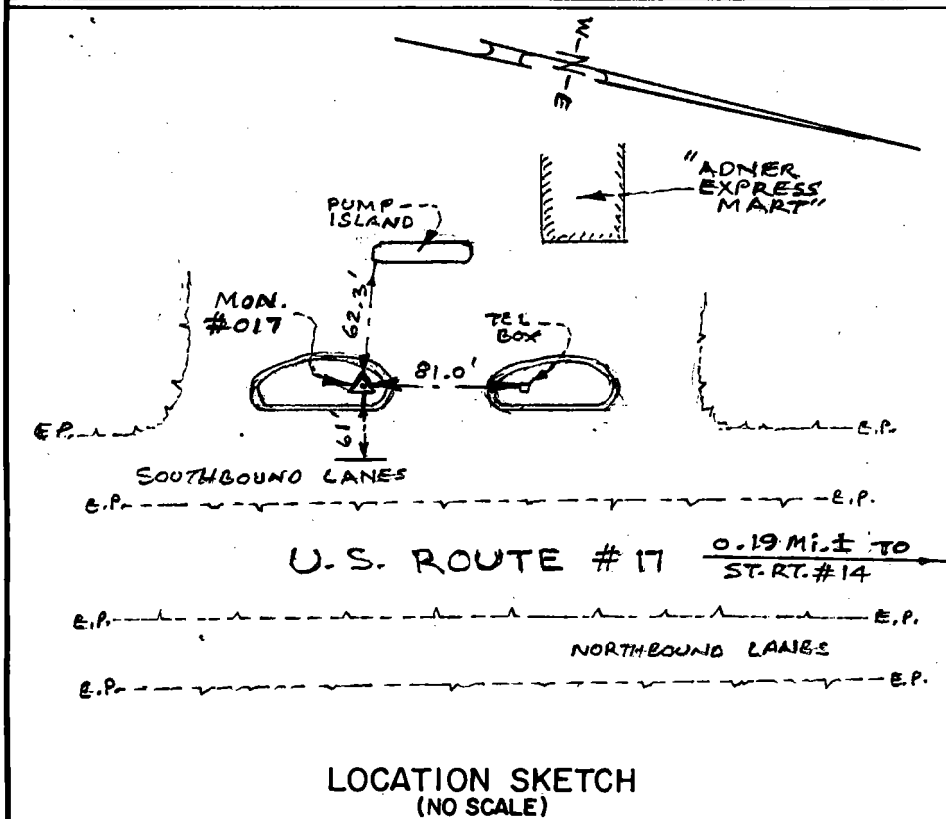 W
N
E
"ADNER
EXPRESS
MART"
PUMP
ISLAND
MON.
#017
62.3'
TEL
BOX
81.0'
61'
E.P. E.P.
SOUTHBOUND LANES
E.P. E.P.
U.S. ROUTE #17
0.19 Mi.± TO
ST. RT. #14
E.P. E.P.
NORTHBOUND LANES
E.P. E.P.
LOCATION SKETCH
(NO SCALE)